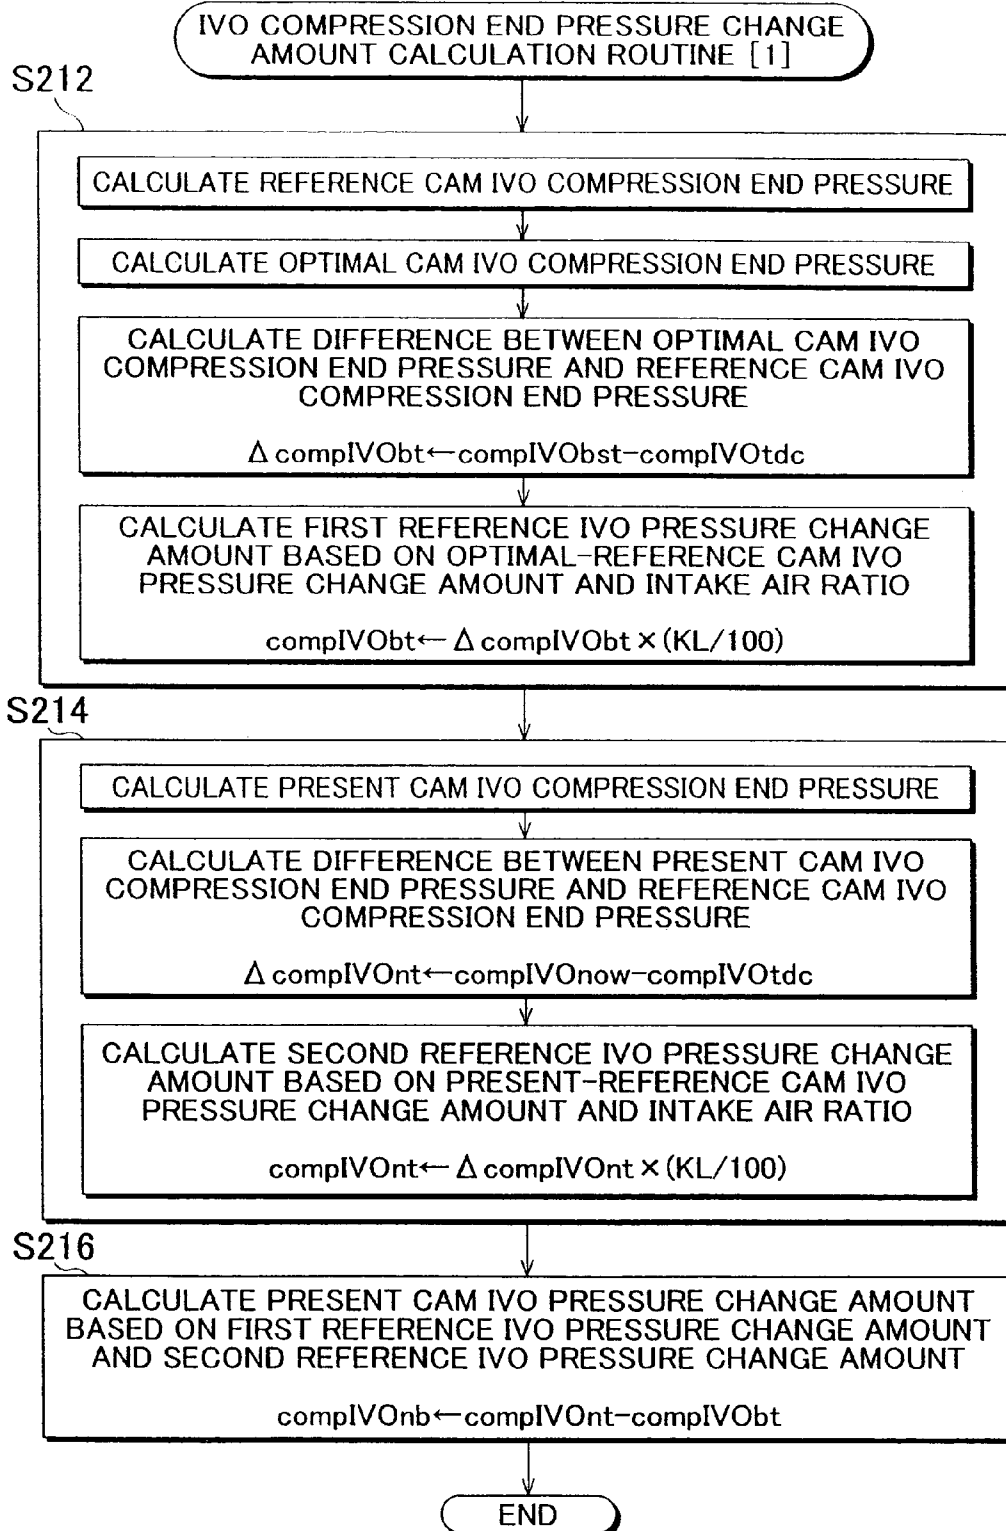 IVO COMPRESSION END PRESSURE CHANGE
AMOUNT CALCULATION ROUTINE [1]
S212
CALCULATE REFERENCE CAM IVO COMPRESSION END PRESSURE
CALCULATE OPTIMAL CAM IVO COMPRESSION END PRESSURE
CALCULATE DIFFERENCE BETWEEN OPTIMAL CAM IVO
COMPRESSION END PRESSURE AND REFERENCE CAM IVO
COMPRESSION END PRESSURE
Δ compIVObt←compIVObst-compIVOtdc
CALCULATE FIRST REFERENCE IVO PRESSURE CHANGE
AMOUNT BASED ON OPTIMAL-REFERENCE CAM IVO
PRESSURE CHANGE AMOUNT AND INTAKE AIR RATIO
compIVObt← Δ compIVObt × (KL/100)
S214
CALCULATE PRESENT CAM IVO COMPRESSION END PRESSURE
CALCULATE DIFFERENCE BETWEEN PRESENT CAM IVO
COMPRESSION END PRESSURE AND REFERENCE CAM IVO
COMPRESSION END PRESSURE
Δ compIVOnt←compIVOnow-compIVOtdc
CALCULATE SECOND REFERENCE IVO PRESSURE CHANGE
AMOUNT BASED ON PRESENT-REFERENCE CAM IVO
PRESSURE CHANGE AMOUNT AND INTAKE AIR RATIO
compIVOnt← Δ compIVOnt × (KL/100)
S216
CALCULATE PRESENT CAM IVO PRESSURE CHANGE AMOUNT
BASED ON FIRST REFERENCE IVO PRESSURE CHANGE AMOUNT
AND SECOND REFERENCE IVO PRESSURE CHANGE AMOUNT
compIVOnb←compIVOnt-compIVObt
END